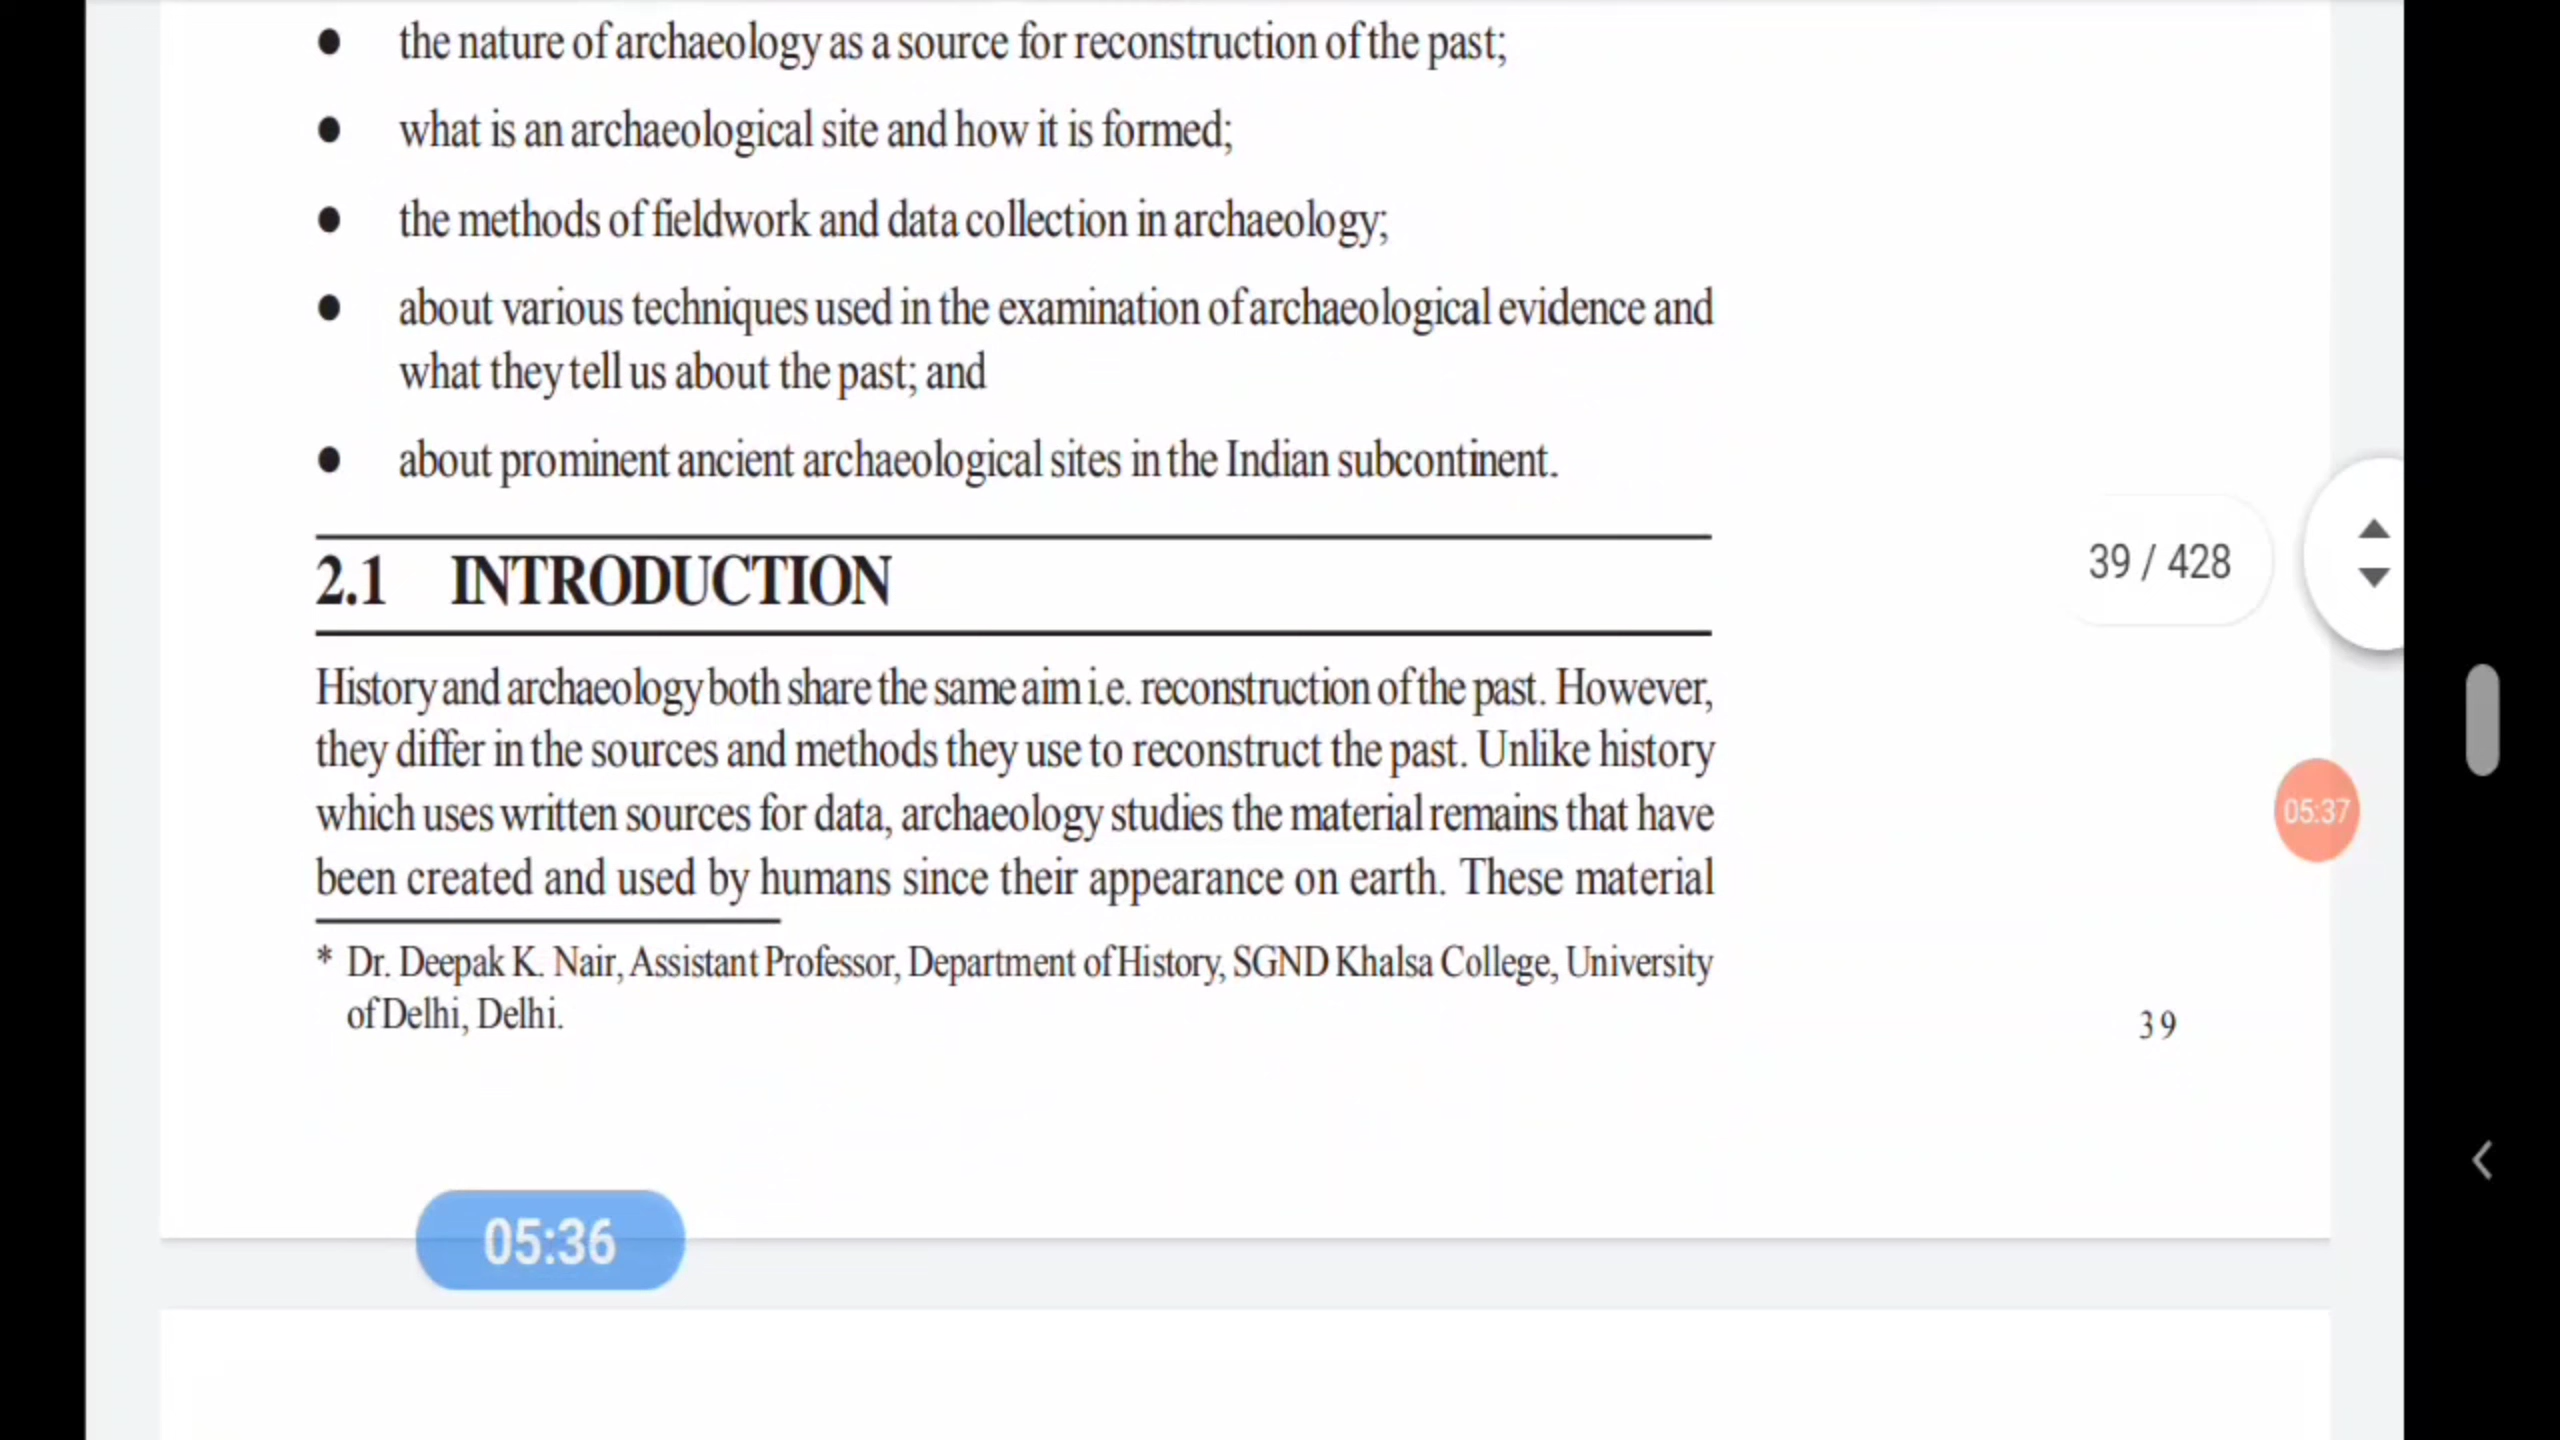 ● the nature of archaeology as a source for reconstruction of the past;
● what is an archaeological site and how it is formed;
● the methods of fieldwork and data collection in archaeology;
● about various techniques used in the examination of archaeological evidence and
what they tell us about the past; and
● about prominent ancient archaeological sites in the Indian subcontinent.
2.1 INTRODUCTION
39 / 428
History and archaeology both share the same aim i.e. reconstruction of the past. However,
they differ in the sources and methods they use to reconstruct the past. Unlike history
which uses written sources for data, archaeology studies the material remains that have
05:37
been created and used by humans since their appearance on earth. These material
* Dr. Deepak K. Nair, Assistant Professor, Department of History, SGND Khalsa College, University
of Delhi, Delhi.
39
05:36